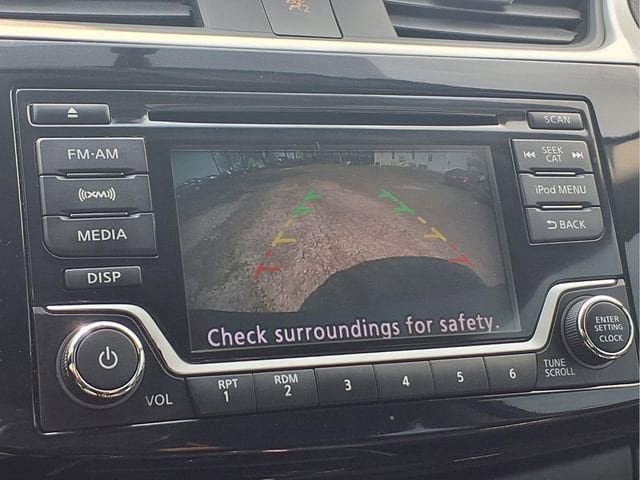 SCAN
FM·AM
SEEK
CAT
((XM))
iPod MENU
MEDIA
BACK
DISP
Check surroundings for safety.
ENTER
SETTING
CLOCK
VOL
RPT
1
RDM
2
3
4
5
6
TUNE
SCROLL